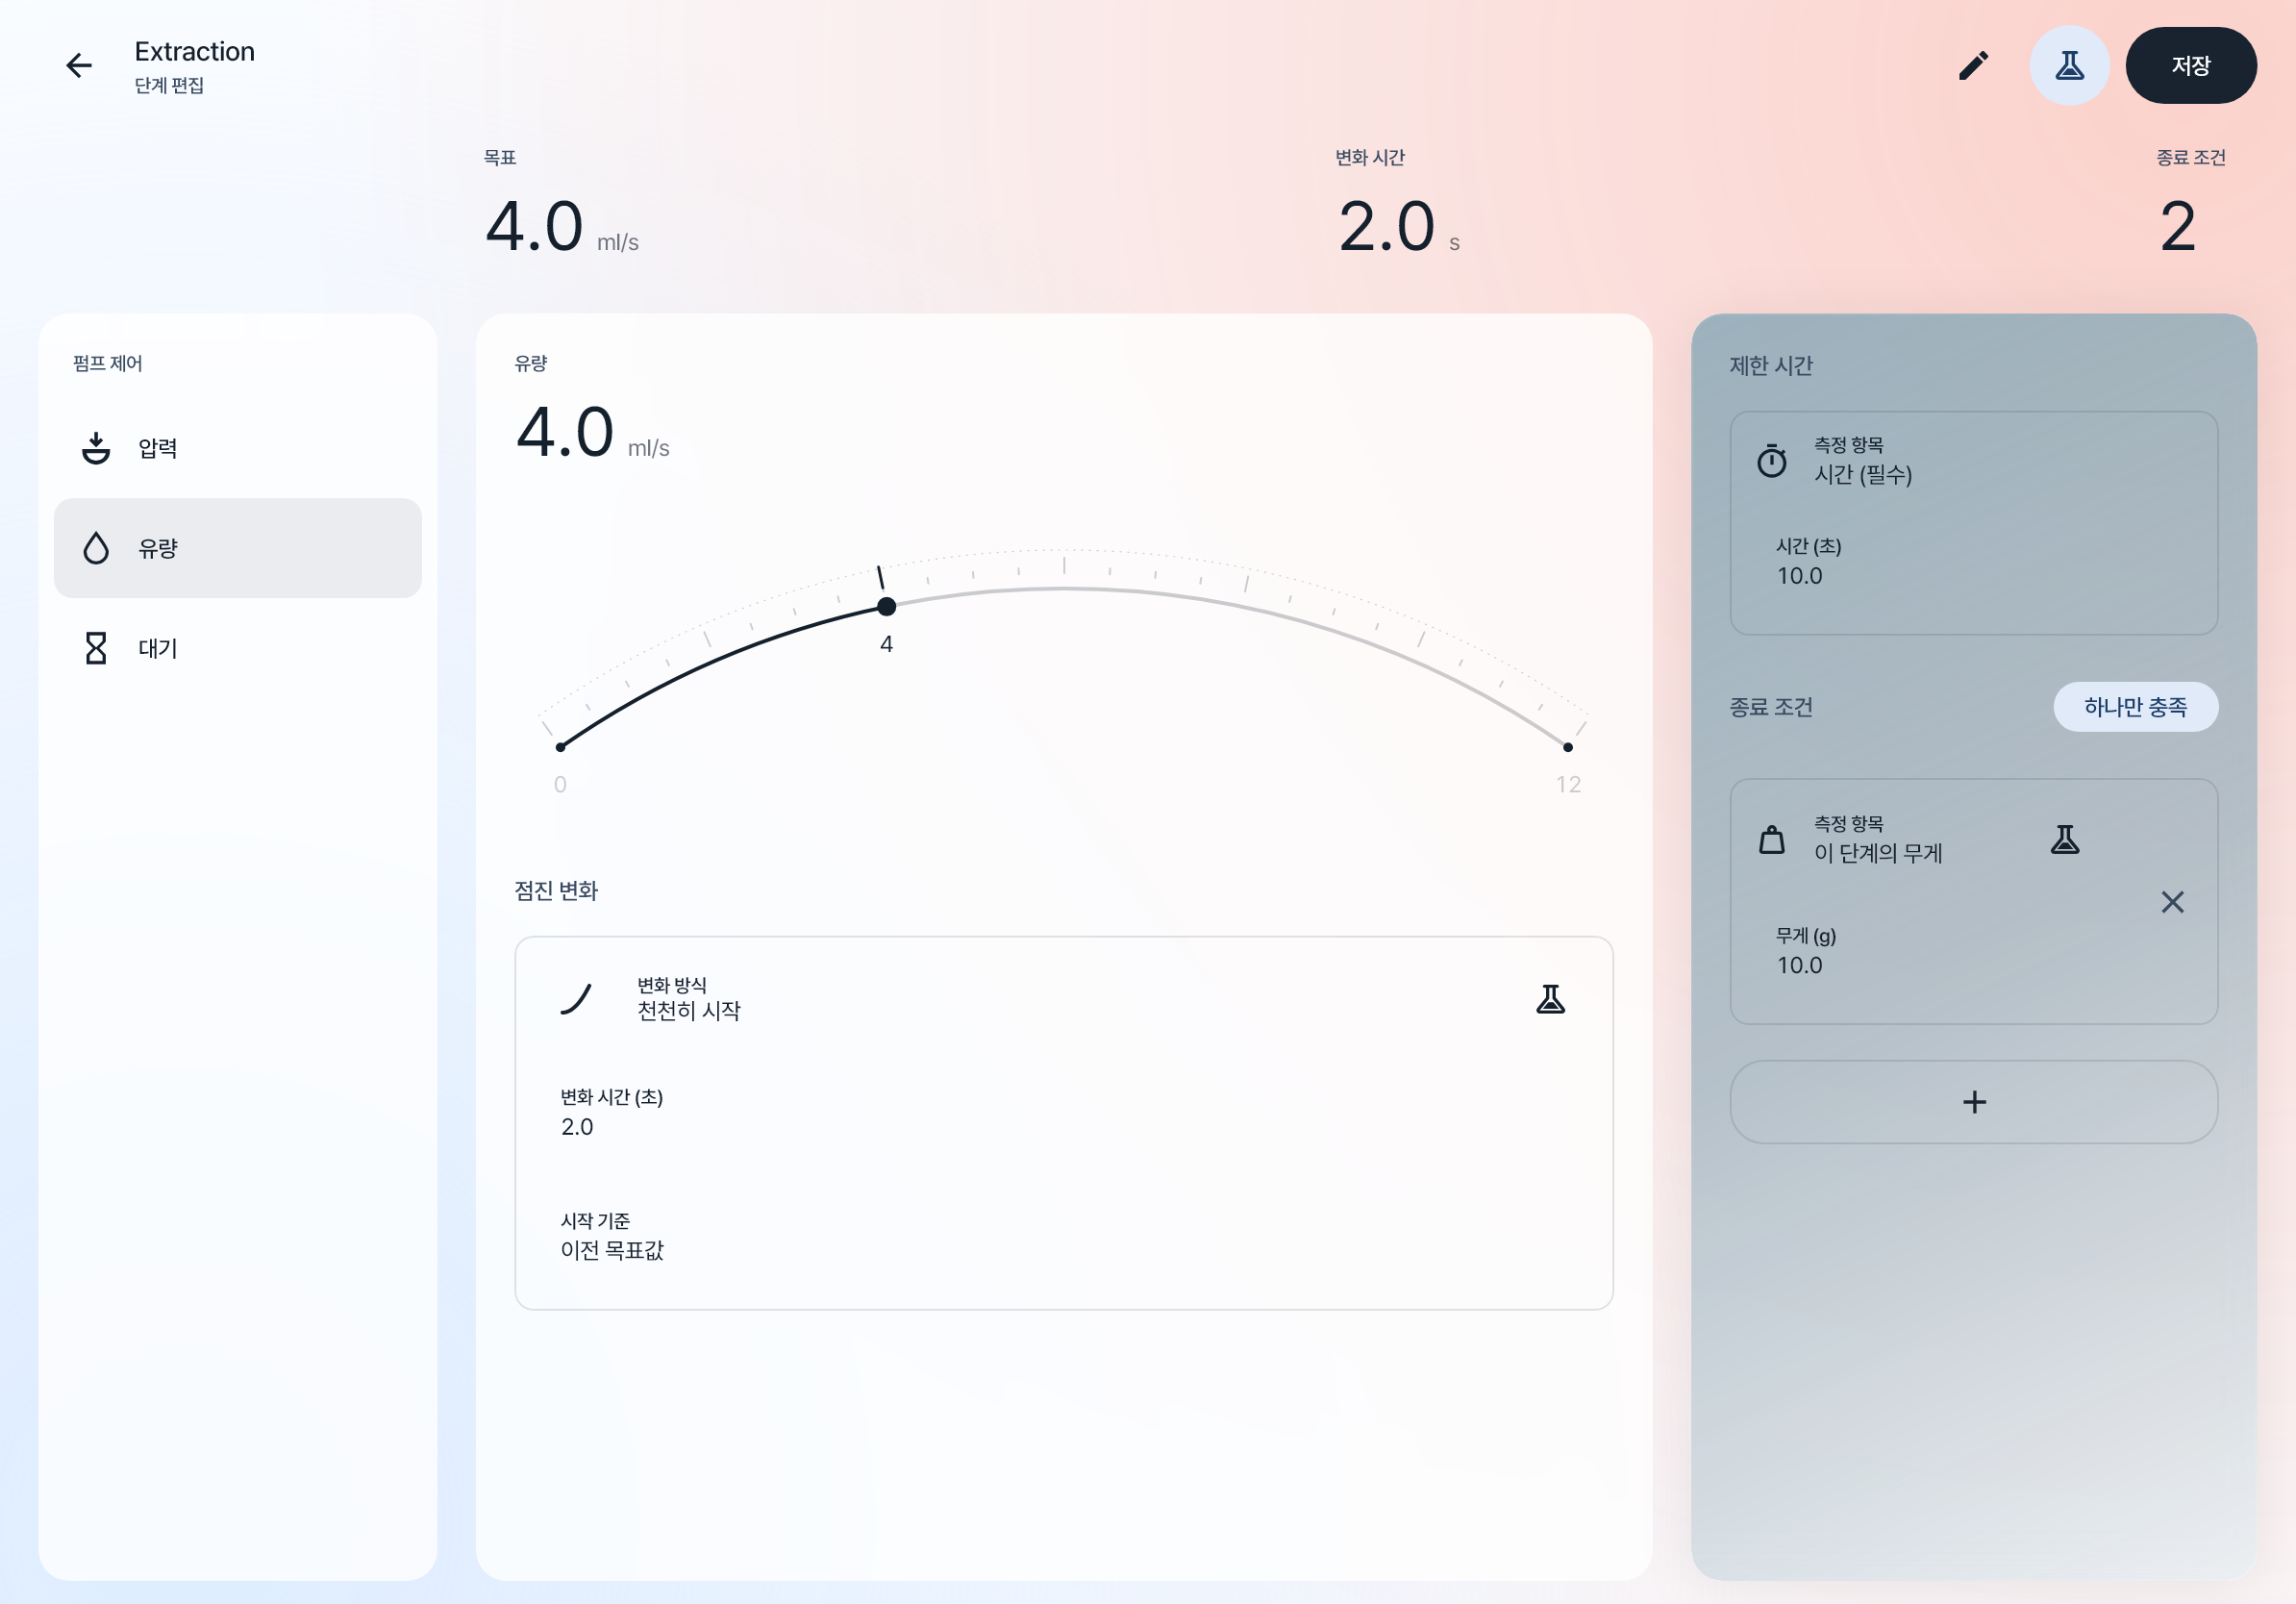 Extraction
단계 편집
저장
목표
4.0 ml/s
변화 시간
2.0 s
종료 조건
2
펌프 제어
압력
유량
대기
유량
4.0 ml/s
4
0
12
점진 변화
변화 방식
천천히 시작
변화 시간 (초)
2.0
시작 기준
이전 목표값
제한 시간
측정 항목
시간 (필수)
시간 (초)
10.0
종료 조건
하나만 충족
측정 항목
이 단계의 무게
무게 (g)
10.0